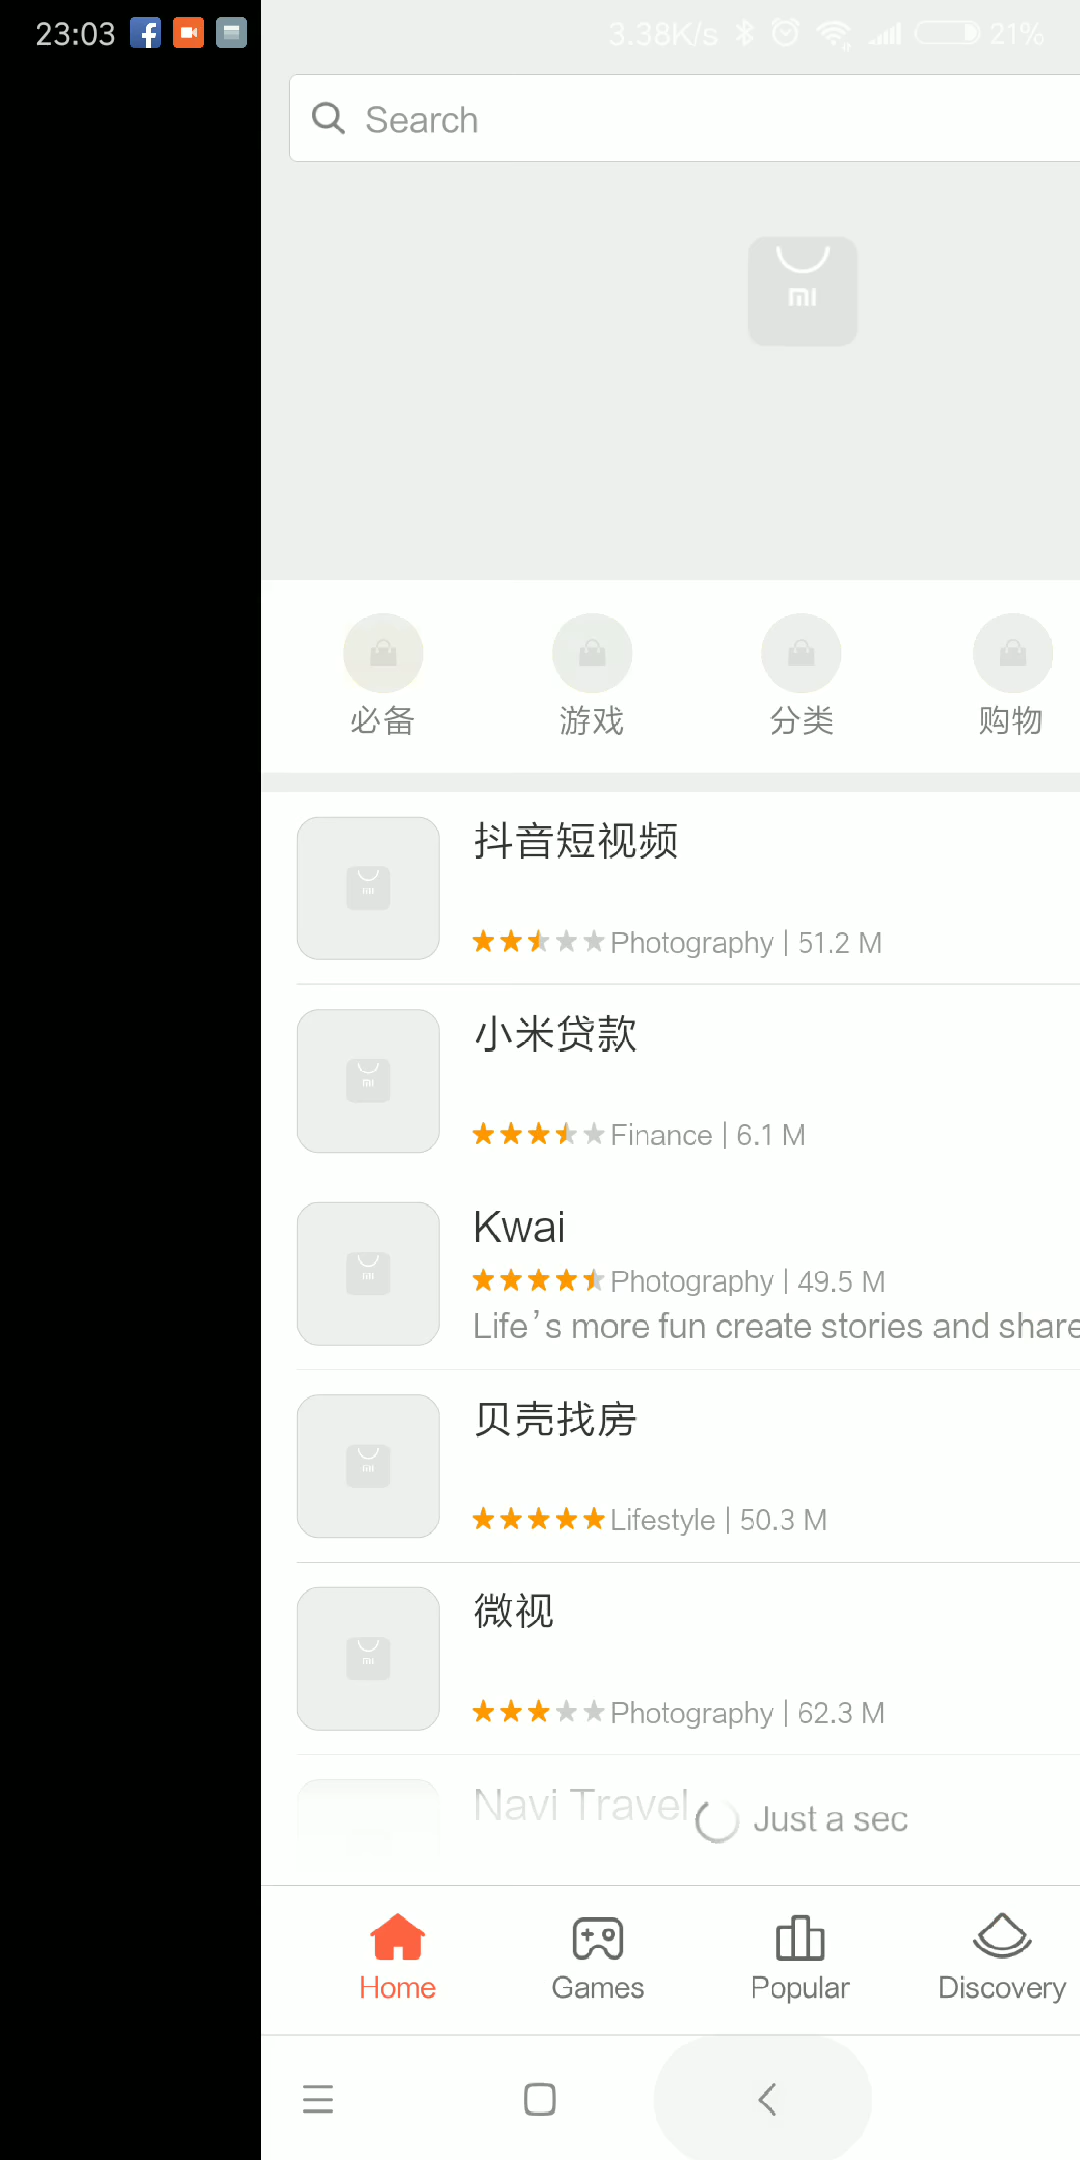 23:03 3.38K/s 21%
Search
必备 游戏 分类 购物
抖音短视频
Photography | 51.2 M
小米贷款
Finance | 6.1 M
Kwai
Photography | 49.5 M
Life’s more fun create stories and share
贝壳找房
Lifestyle | 50.3 M
微视
Photography | 62.3 M
Navi Travel Just a sec
Home Games Popular Discovery